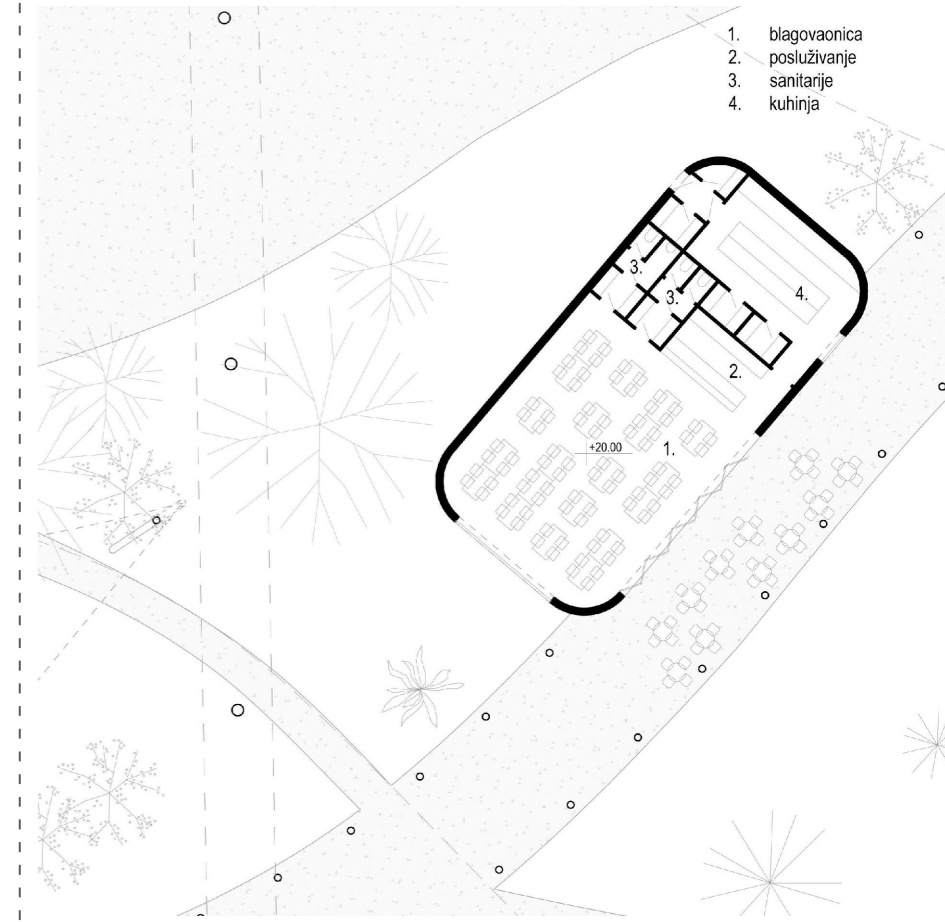 1. blagovaonica
2. posluživanje
3. sanitarije
4. kuhinja
4.
3.
3.
2.
+20.00 1.